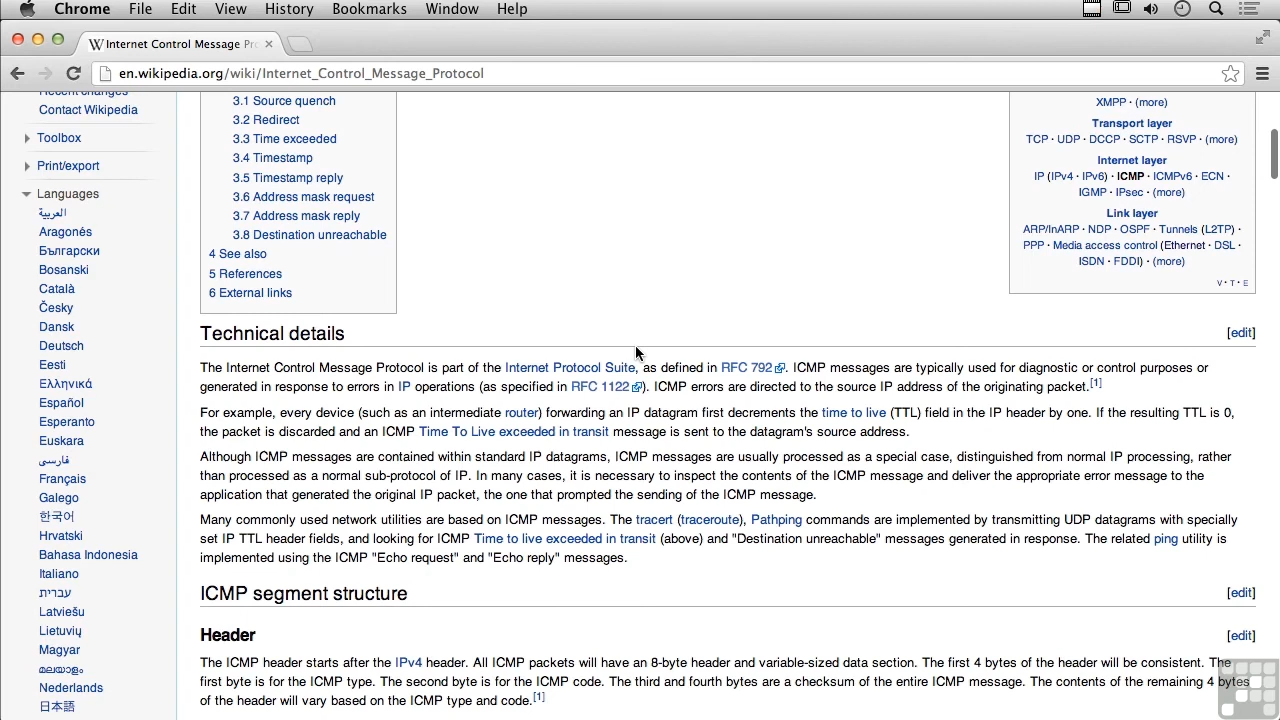 Chrome File Edit View History Bookmarks Window Help
Internet Control Message Pr
en.wikipedia.org/wiki/Internet_Control_Message_Protocol
Recent changes
Contact Wikipedia
Toolbox
Print/export
Languages
العربية
Aragonés
Български
Bosanski
Català
Česky
Dansk
Deutsch
Eesti
Ελληνικά
Español
Esperanto
Euskara
فارسی
Français
Galego
한국어
Hrvatski
Bahasa Indonesia
Italiano
עברית
Latviešu
Lietuvių
Magyar
മലയാളം
Nederlands
日本語
3.1 Source quench
3.2 Redirect
3.3 Time exceeded
3.4 Timestamp
3.5 Timestamp reply
3.6 Address mask request
3.7 Address mask reply
3.8 Destination unreachable
4 See also
5 References
6 External links
XMPP · (more)
Transport layer
TCP · UDP · DCCP · SCTP · RSVP · (more)
Internet layer
IP (IPv4 · IPv6) · ICMP · ICMPv6 · ECN ·
IGMP · IPsec · (more)
Link layer
ARP/InARP · NDP · OSPF · Tunnels (L2TP) ·
PPP · Media access control (Ethernet · DSL ·
ISDN · FDDI) · (more)
V · T · E
Technical details [edit]
The Internet Control Message Protocol is part of the Internet Protocol Suite, as defined in RFC 792. ICMP messages are typically used for diagnostic or control purposes or
generated in response to errors in IP operations (as specified in RFC 1122). ICMP errors are directed to the source IP address of the originating packet.[1]
For example, every device (such as an intermediate router) forwarding an IP datagram first decrements the time to live (TTL) field in the IP header by one. If the resulting TTL is 0,
the packet is discarded and an ICMP Time To Live exceeded in transit message is sent to the datagram's source address.
Although ICMP messages are contained within standard IP datagrams, ICMP messages are usually processed as a special case, distinguished from normal IP processing, rather
than processed as a normal sub-protocol of IP. In many cases, it is necessary to inspect the contents of the ICMP message and deliver the appropriate error message to the
application that generated the original IP packet, the one that prompted the sending of the ICMP message.
Many commonly used network utilities are based on ICMP messages. The tracert (traceroute), Pathping commands are implemented by transmitting UDP datagrams with specially
set IP TTL header fields, and looking for ICMP Time to live exceeded in transit (above) and "Destination unreachable" messages generated in response. The related ping utility is
implemented using the ICMP "Echo request" and "Echo reply" messages.
ICMP segment structure [edit]
Header [edit]
The ICMP header starts after the IPv4 header. All ICMP packets will have an 8-byte header and variable-sized data section. The first 4 bytes of the header will be consistent. The
first byte is for the ICMP type. The second byte is for the ICMP code. The third and fourth bytes are a checksum of the entire ICMP message. The contents of the remaining 4 bytes
of the header will vary based on the ICMP type and code.[1]